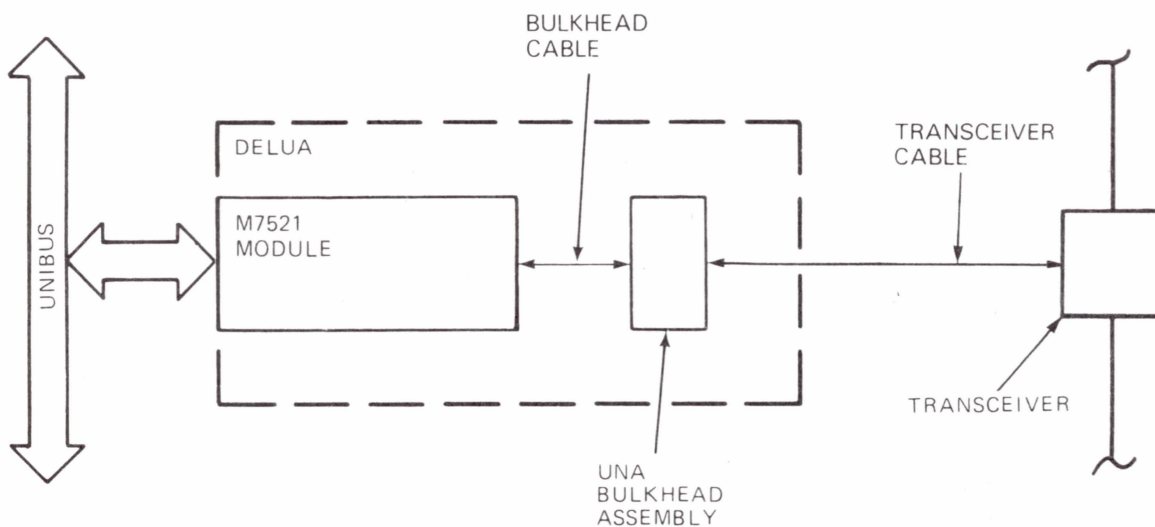 BULKHEAD
CABLE
DELUA
TRANSCEIVER
CABLE
M7521
MODULE
UNIBUS
TRANSCEIVER
UNA
BULKHEAD
ASSEMBLY